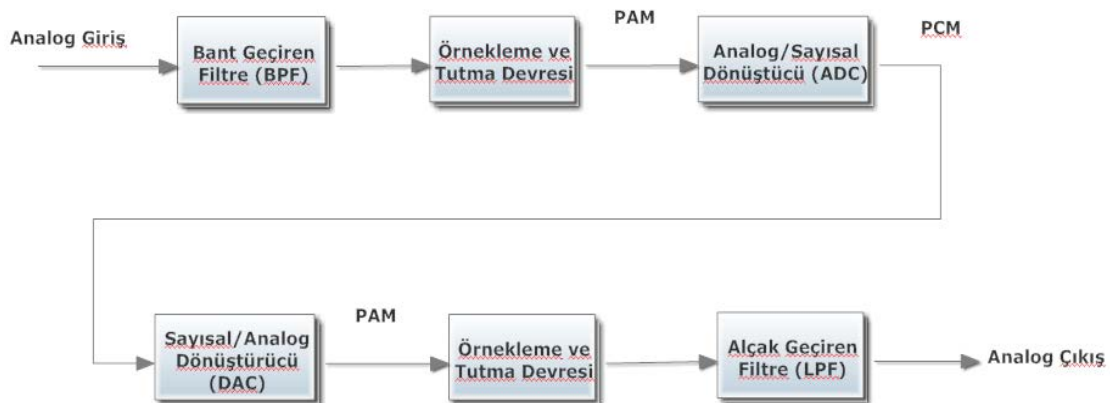 Analog Giriş
Bant Geçiren
Filtre (BPF)
Örnekleme ve
Tutma Devresi
PAM
Analog/Sayısal
Dönüştücü (ADC)
PCM
Sayısal/Analog
Dönüştürücü
(DAC)
PAM
Örnekleme ve
Tutma Devresi
Alçak Geçiren
Filtre (LPF)
Analog Çıkış